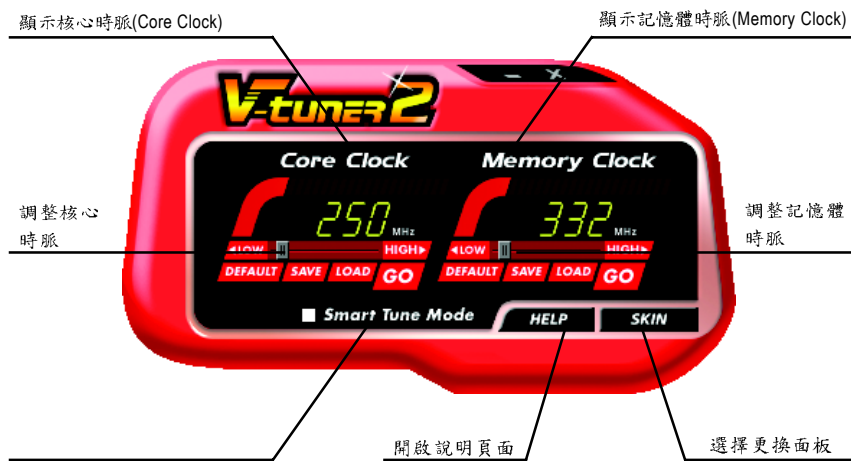 顯示核心時脈(Core Clock)
顯示記憶體時脈(Memory Clock)
V-tuner2
Core Clock
Memory Clock
調整核心
時脈
250 MHz
332 MHz
調整記憶體
時脈
◄LOW HIGH►
◄LOW HIGH►
DEFAULT SAVE LOAD GO
DEFAULT SAVE LOAD GO
Smart Tune Mode
HELP
SKIN
開啟說明頁面
選擇更換面板